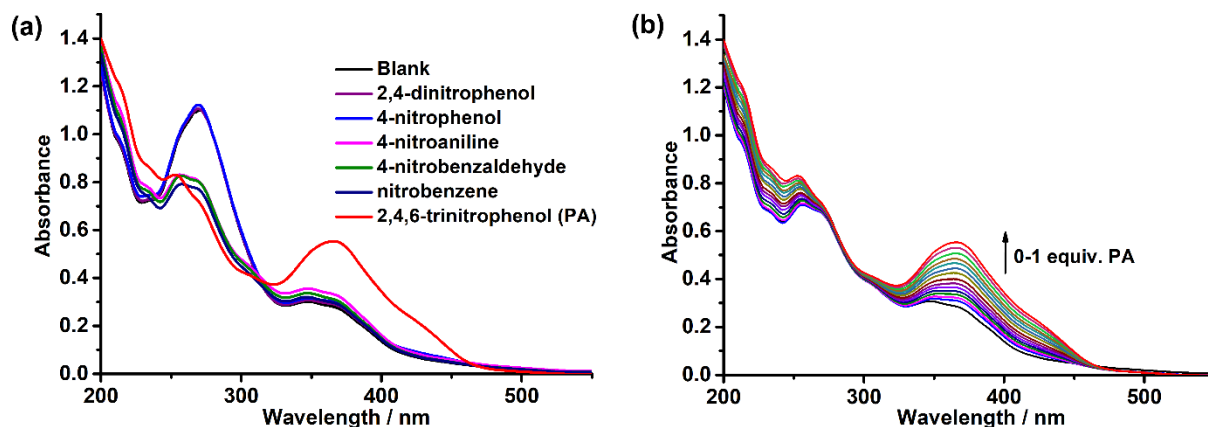 (a)
Absorbance
1.4
1.2
1.0
0.8
0.6
0.4
0.2
0.0
200
300
400
500
Wavelength / nm
Blank
2,4-dinitrophenol
4-nitrophenol
4-nitroaniline
4-nitrobenzaldehyde
nitrobenzene
2,4,6-trinitrophenol (PA)
(b)
Absorbance
1.4
1.2
1.0
0.8
0.6
0.4
0.2
0.0
200
300
400
500
Wavelength / nm
0-1 equiv. PA